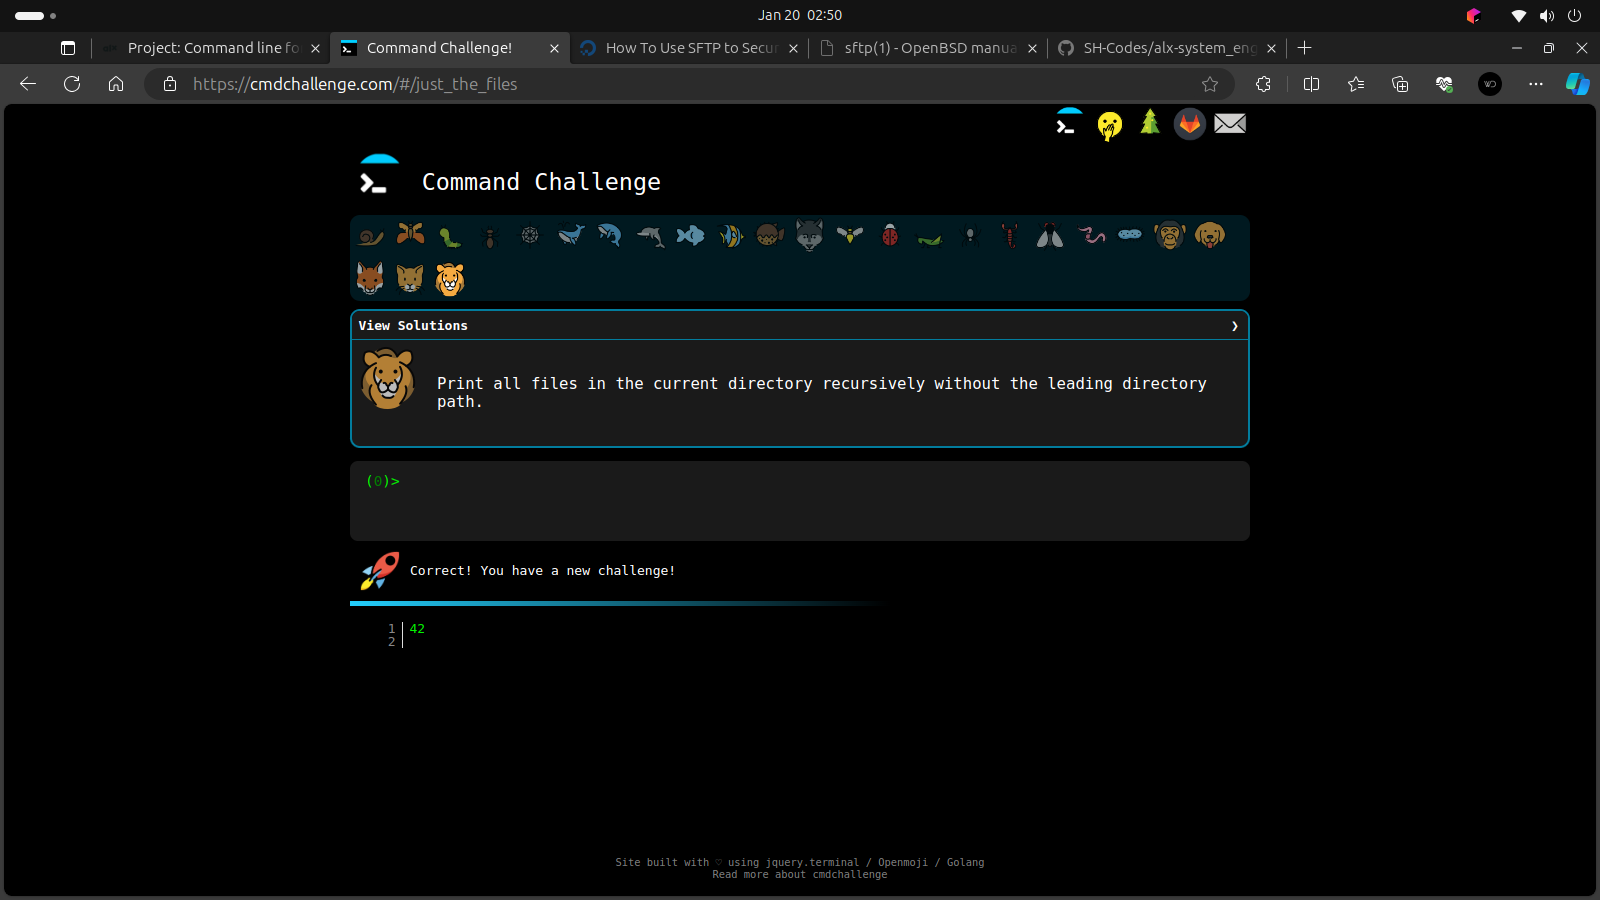 Jan 20 02:50
Project: Command line fo
Command Challenge!
How To Use SFTP to Secur
sftp(1) - OpenBSD manua
SH-Codes/alx-system_eng
https://cmdchallenge.com/#/just_the_files
Command Challenge
View Solutions
Print all files in the current directory recursively without the leading directory
path.
(0)>
Correct! You have a new challenge!
1 42
2
Site built with ♡ using jquery.terminal / Openmoji / Golang
Read more about cmdchallenge